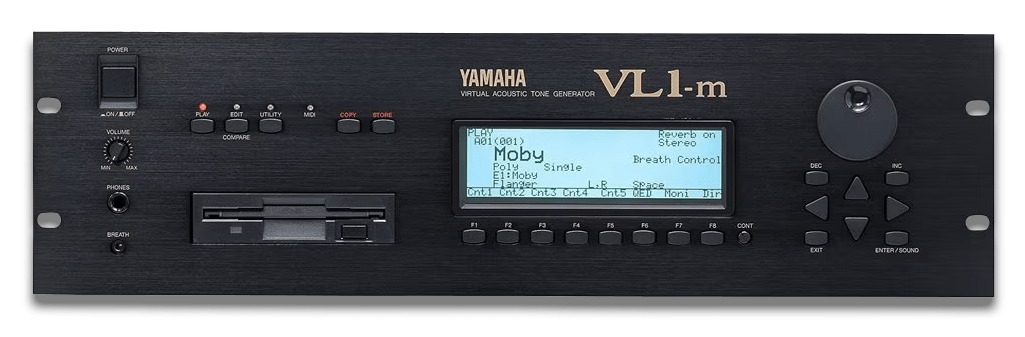 POWER
ON / OFF
VOLUME
MIN MAX
PHONES
BREATH
PLAY EDIT UTILITY MIDI COPY STORE
COMPARE
YAMAHA VL1-m
VIRTUAL ACOUSTIC TONE GENERATOR
PLAY Reverb on
A01(001) Stereo
Moby Breath Control
Poly Single
E1:Moby
Flanger L,R Space
Cnt1 Cnt2 Cnt3 Cnt4 Cnt5 QED Moni Dir
F1 F2 F3 F4 F5 F6 F7 F8 CONT
DEC INC
EXIT ENTER / SOUND